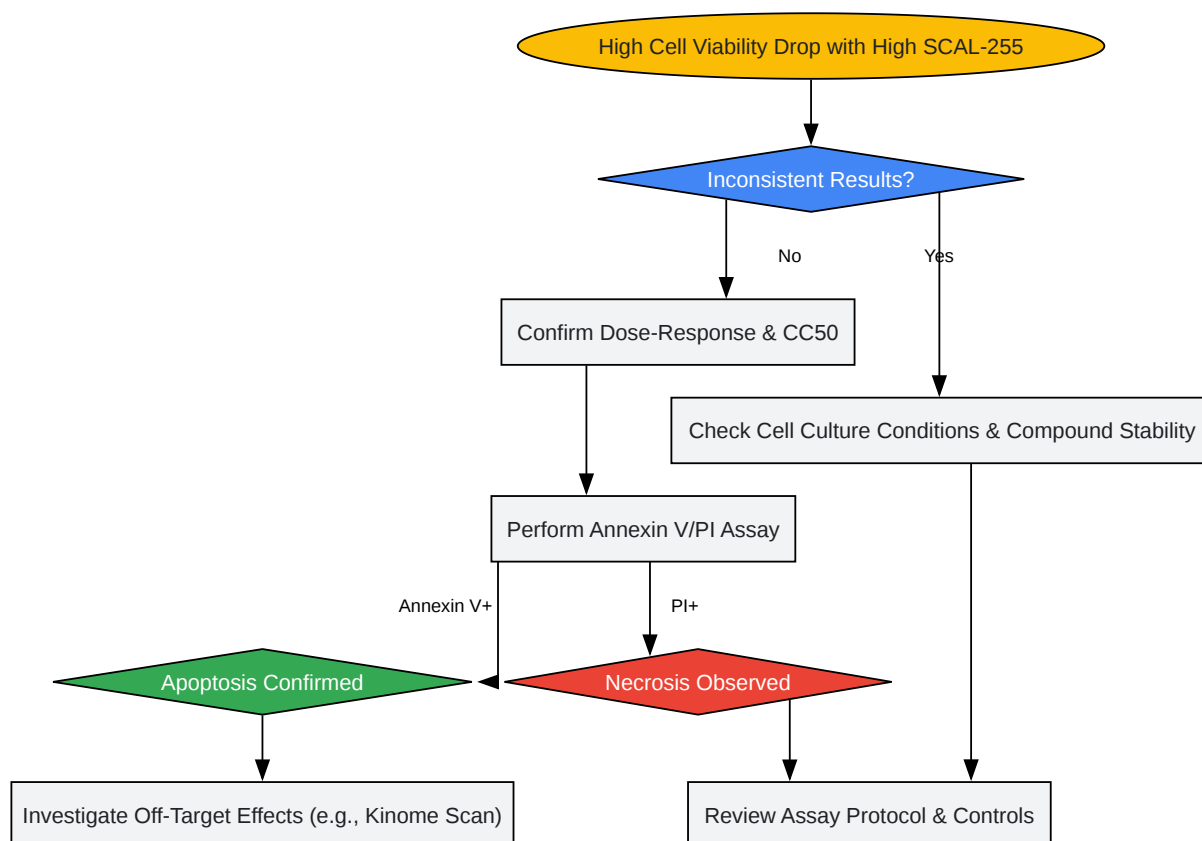 High Cell Viability Drop with High SCAL-255
Inconsistent Results?
No
Yes
Confirm Dose-Response & CC50
Check Cell Culture Conditions & Compound Stability
Perform Annexin V/PI Assay
Annexin V+
PI+
Apoptosis Confirmed
Necrosis Observed
Investigate Off-Target Effects (e.g., Kinome Scan)
Review Assay Protocol & Controls